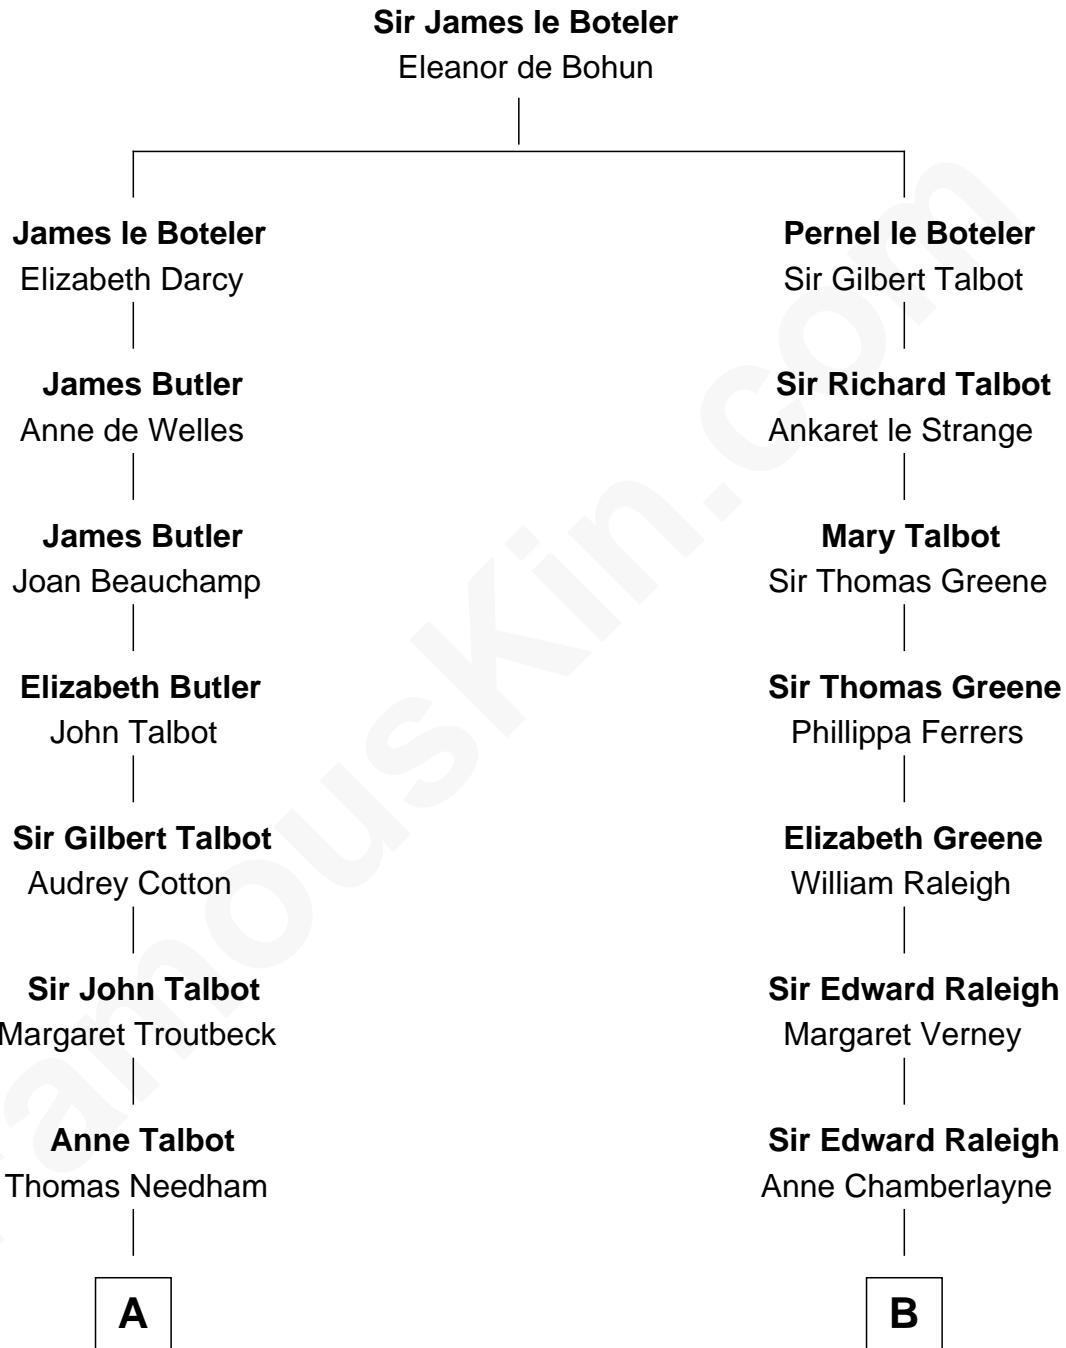 Sir James le Boteler
Eleanor de Bohun
James le Boteler
Elizabeth Darcy
Pernel le Boteler
Sir Gilbert Talbot
James Butler
Anne de Welles
Sir Richard Talbot
Ankaret le Strange
James Butler
Joan Beauchamp
Mary Talbot
Sir Thomas Greene
Elizabeth Butler
John Talbot
Sir Thomas Greene
Phillippa Ferrers
Sir Gilbert Talbot
Audrey Cotton
Elizabeth Greene
William Raleigh
Sir John Talbot
Margaret Troutbeck
Sir Edward Raleigh
Margaret Verney
Anne Talbot
Thomas Needham
Sir Edward Raleigh
Anne Chamberlayne
A
B
FamousKin.com